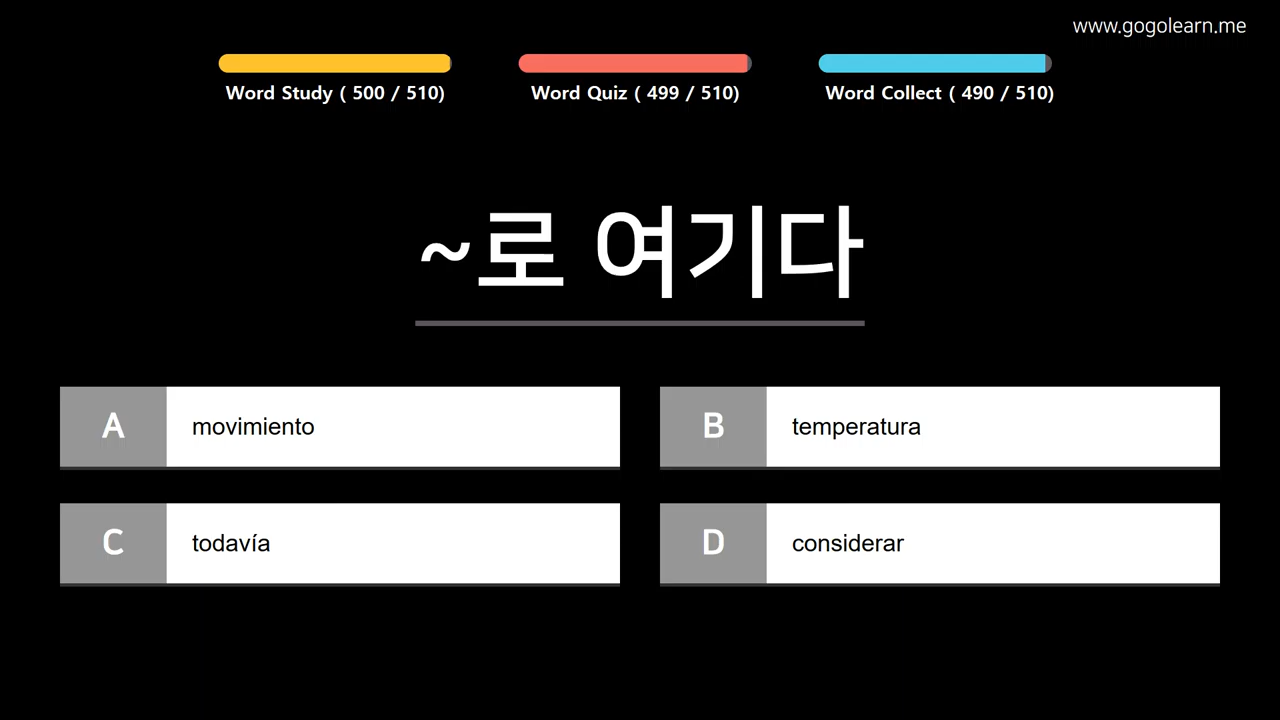 www.gogolearn.me
Word Study ( 500 / 510)
Word Quiz ( 499 / 510)
Word Collect ( 490 / 510)
~로 여기다
A movimiento
B temperatura
C todavía
D considerar